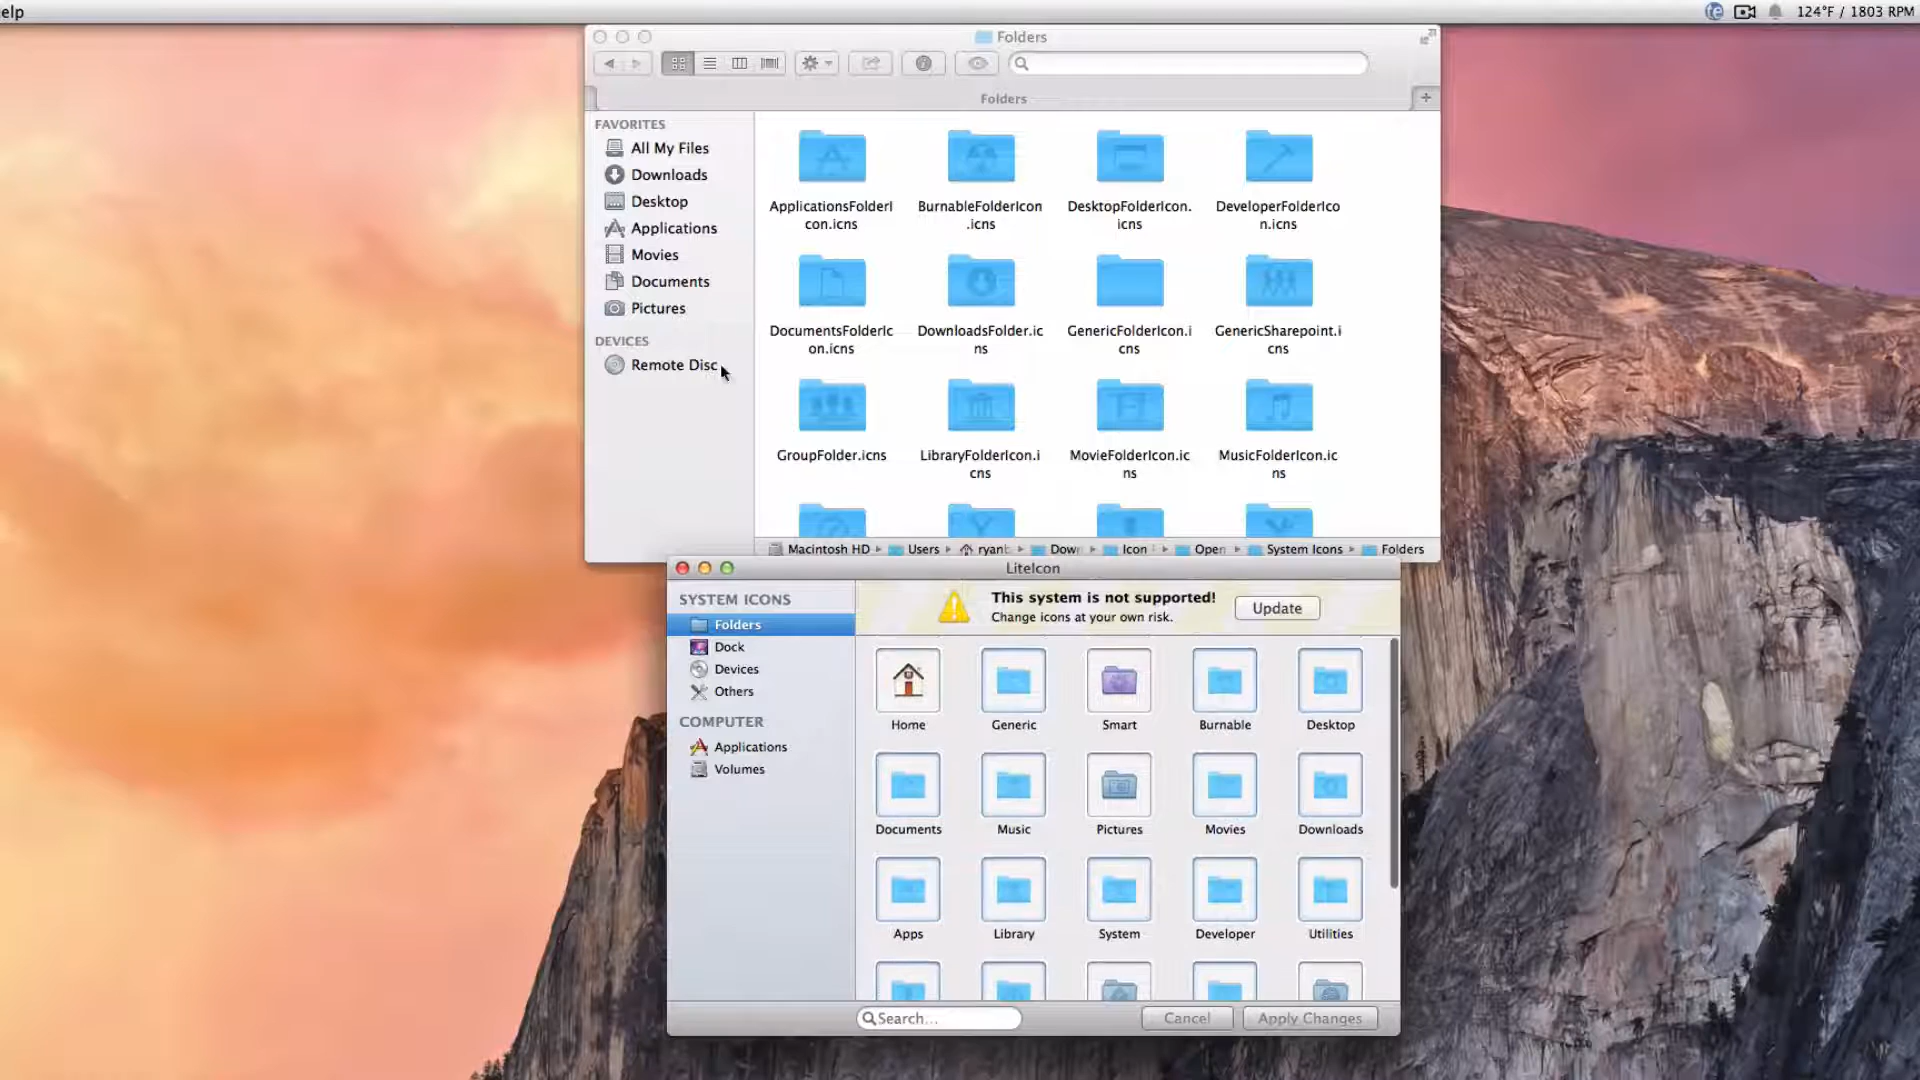 elp
124°F / 1803 RPM
Folders
Folders
FAVORITES
All My Files
Downloads
Desktop
Applications
Movies
Documents
Pictures
DEVICES
Remote Disc
ApplicationsFolderI
con.icns
BurnableFolderIcon
.icns
DesktopFolderIcon.
icns
DeveloperFolderIco
n.icns
DocumentsFolderIc
on.icns
DownloadsFolder.ic
ns
GenericFolderIcon.i
cns
GenericSharepoint.i
cns
GroupFolder.icns
LibraryFolderIcon.i
cns
MovieFolderIcon.ic
ns
MusicFolderIcon.ic
ns
Macintosh HD Users ryanb Down Icon Open System Icons Folders
LiteIcon
SYSTEM ICONS
Folders
Dock
Devices
Others
COMPUTER
Applications
Volumes
This system is not supported!
Change icons at your own risk.
Update
Home Generic Smart Burnable Desktop
Documents Music Pictures Movies Downloads
Apps Library System Developer Utilities
Search...
Cancel
Apply Changes